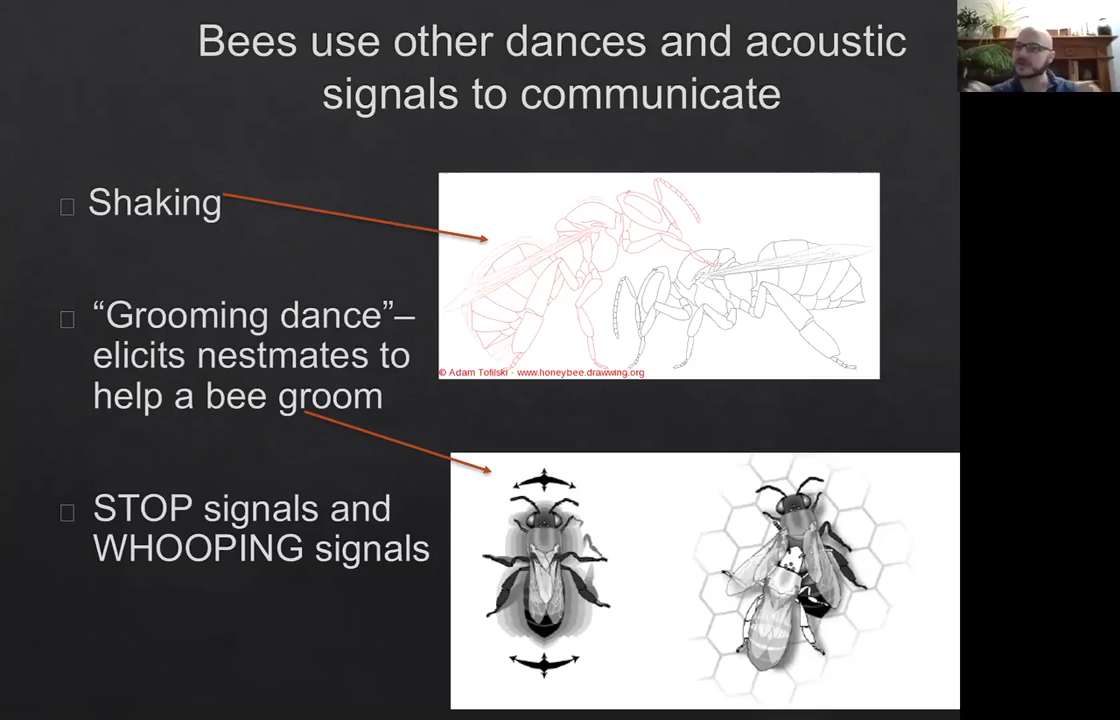 Bees use other dances and acoustic
signals to communicate
Shaking
“Grooming dance”–
elicits nestmates to
help a bee groom
STOP signals and
WHOOPING signals
© Adam Tofilski - www.honeybee.drawwing.org